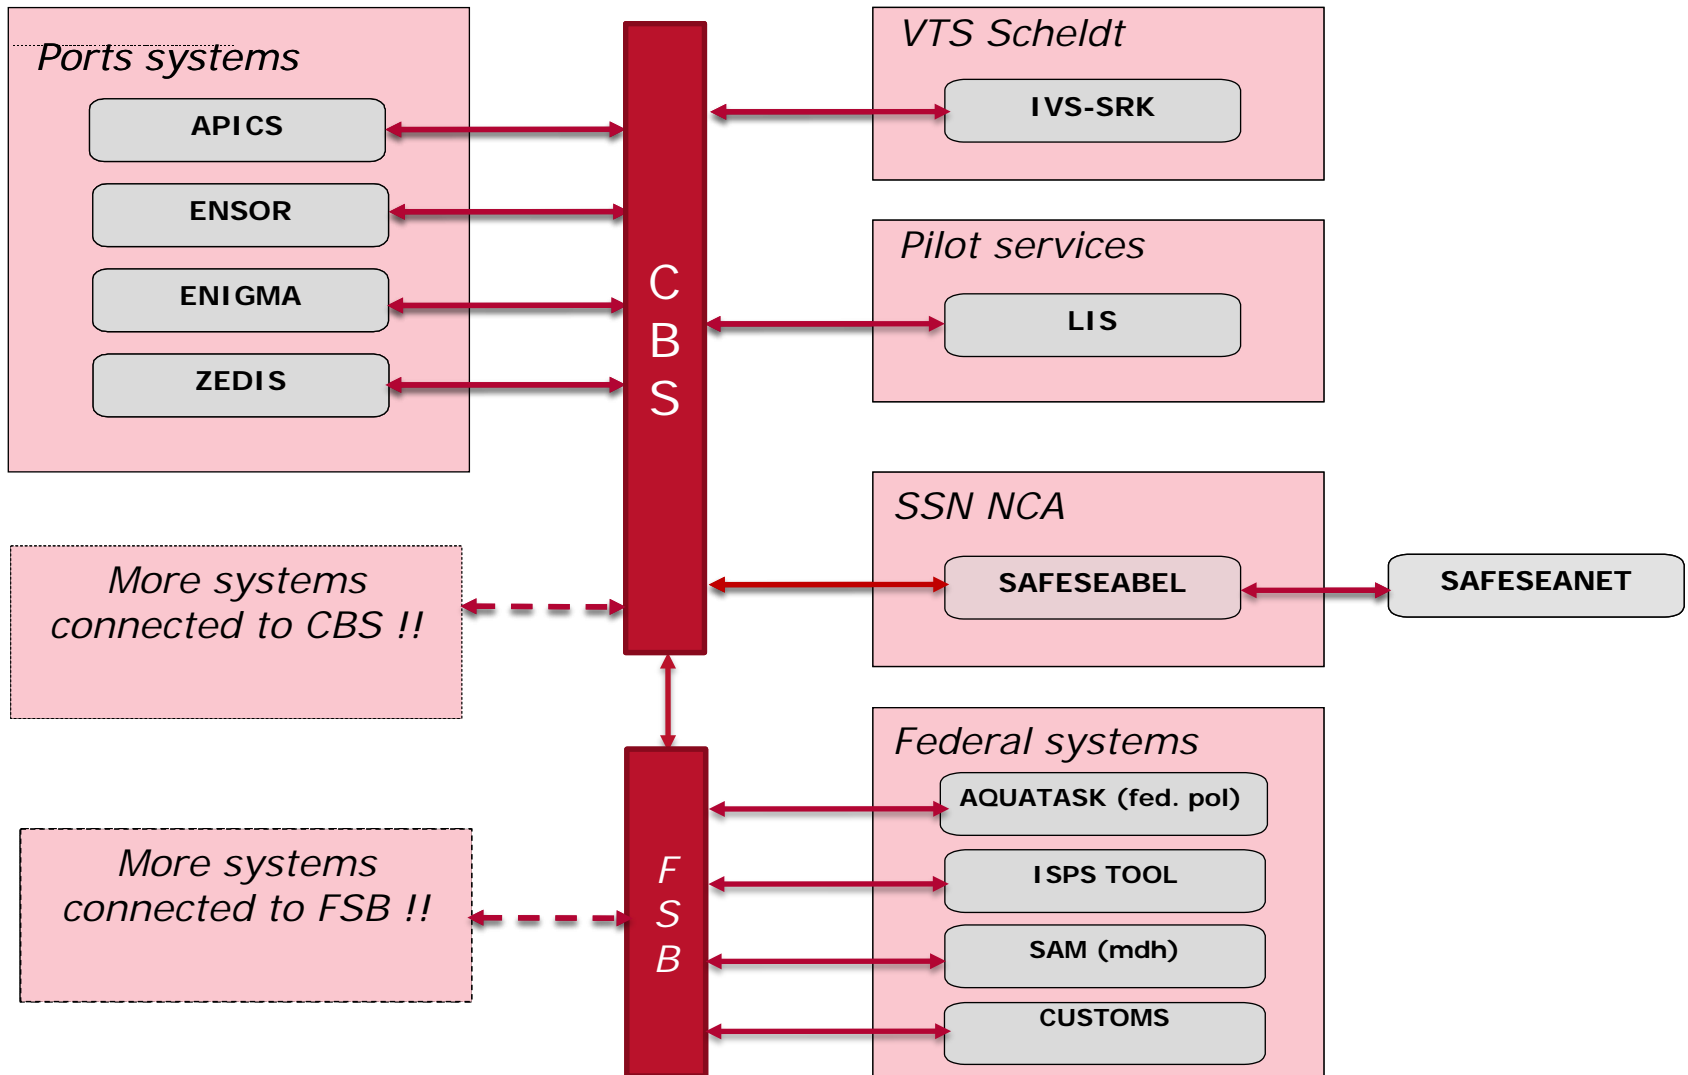 Ports systems
APICS
ENSOR
ENIGMA
ZEDIS
More systems
connected to CBS !!
More systems
connected to FSB !!
C
B
S
F
S
B
VTS Scheldt
IVS-SRK
Pilot services
LIS
SSN NCA
SAFESEABEL
SAFESEANET
Federal systems
AQUATASK (fed. pol)
ISPS TOOL
SAM (mdh)
CUSTOMS